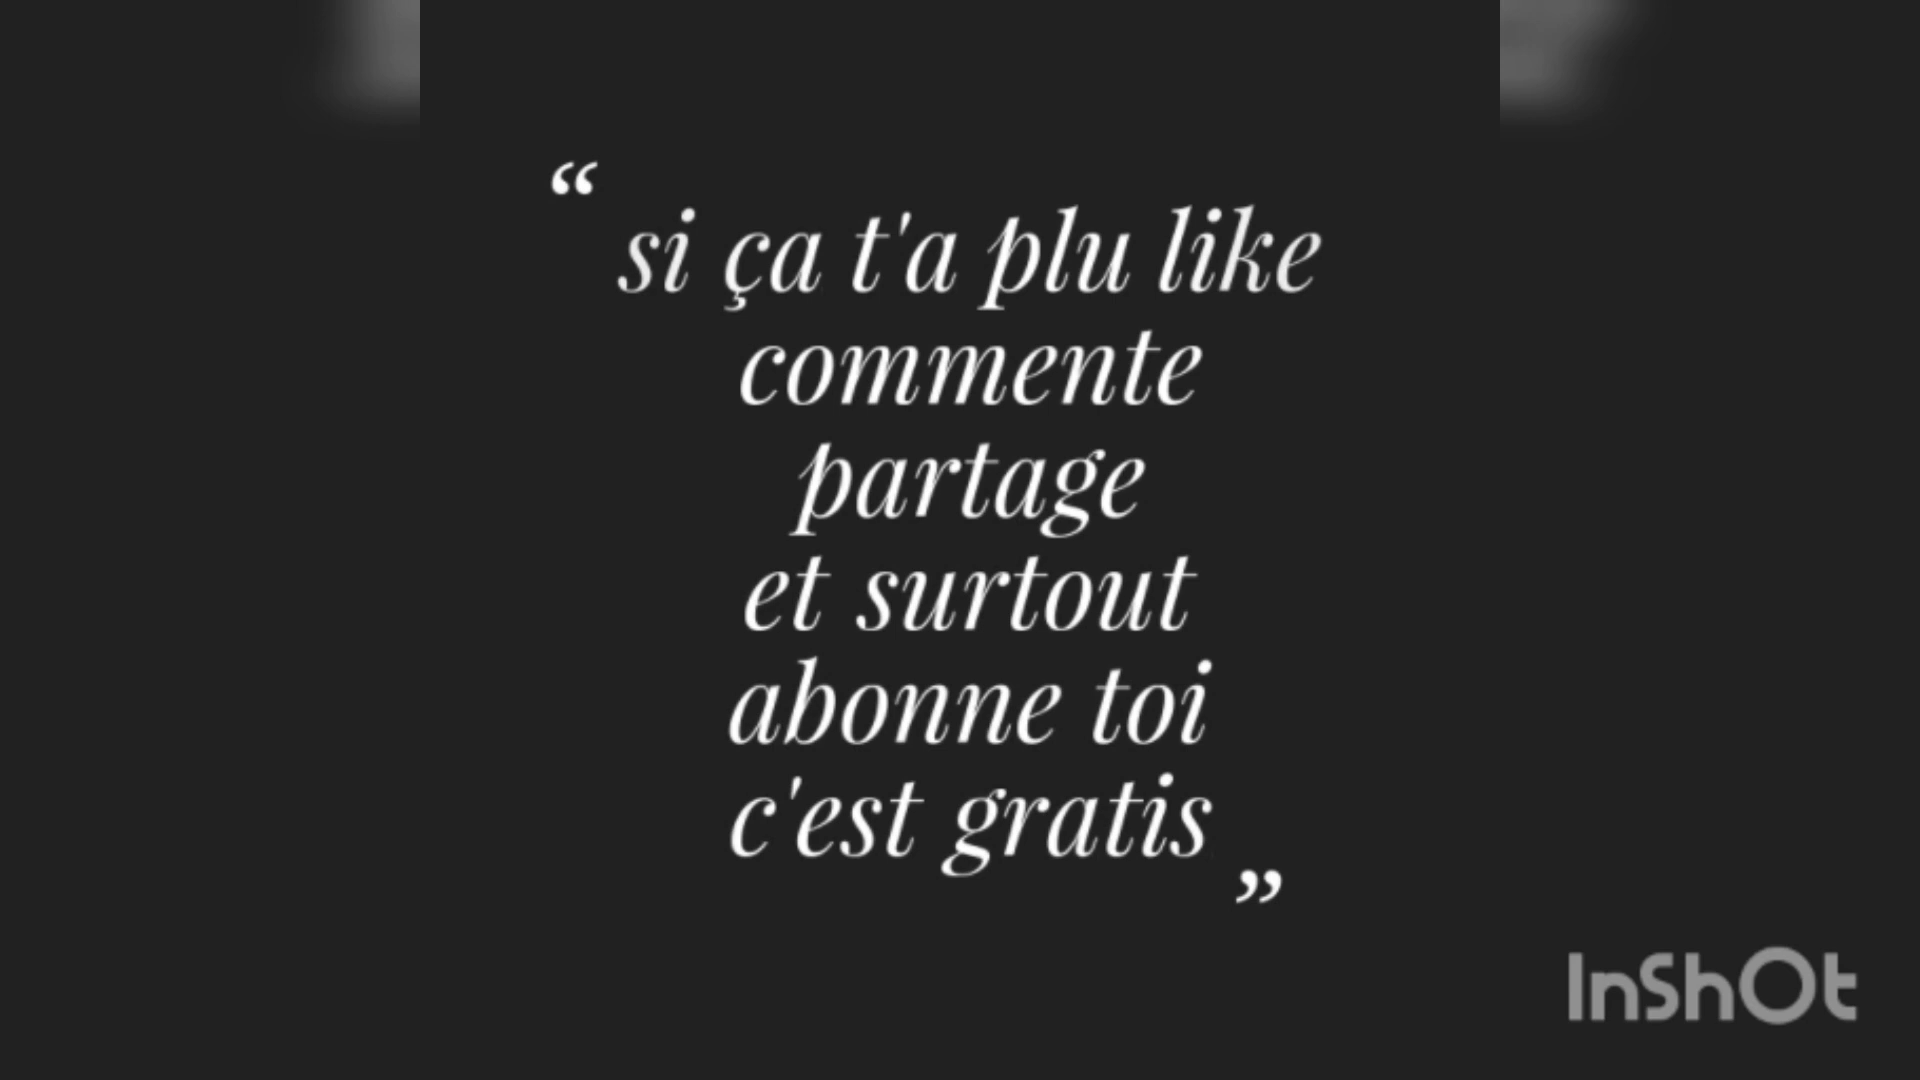 “ si ça t'a plu like
commente
partage
et surtout
abonne toi
c'est gratis ”
InShOt